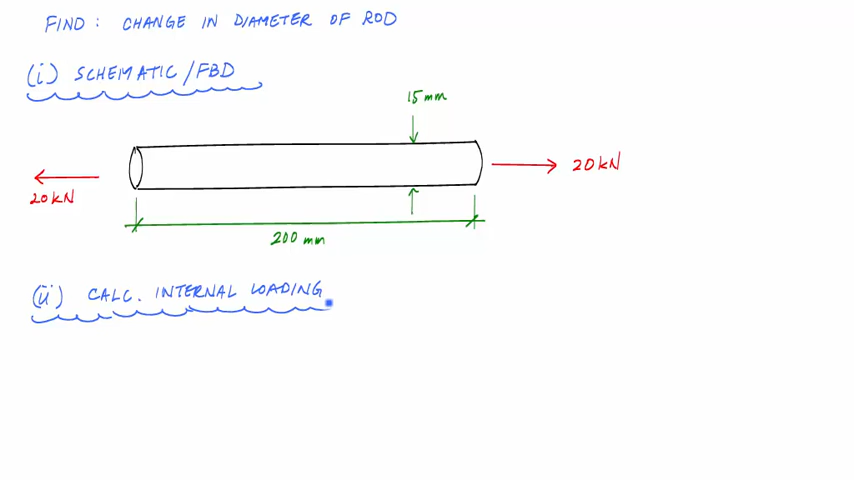 FIND: CHANGE IN DIAMETER OF ROD
(i) SCHEMATIC/FBD
15 mm
20 kN
20 kN
200 mm
(ii) CALC. INTERNAL LOADING